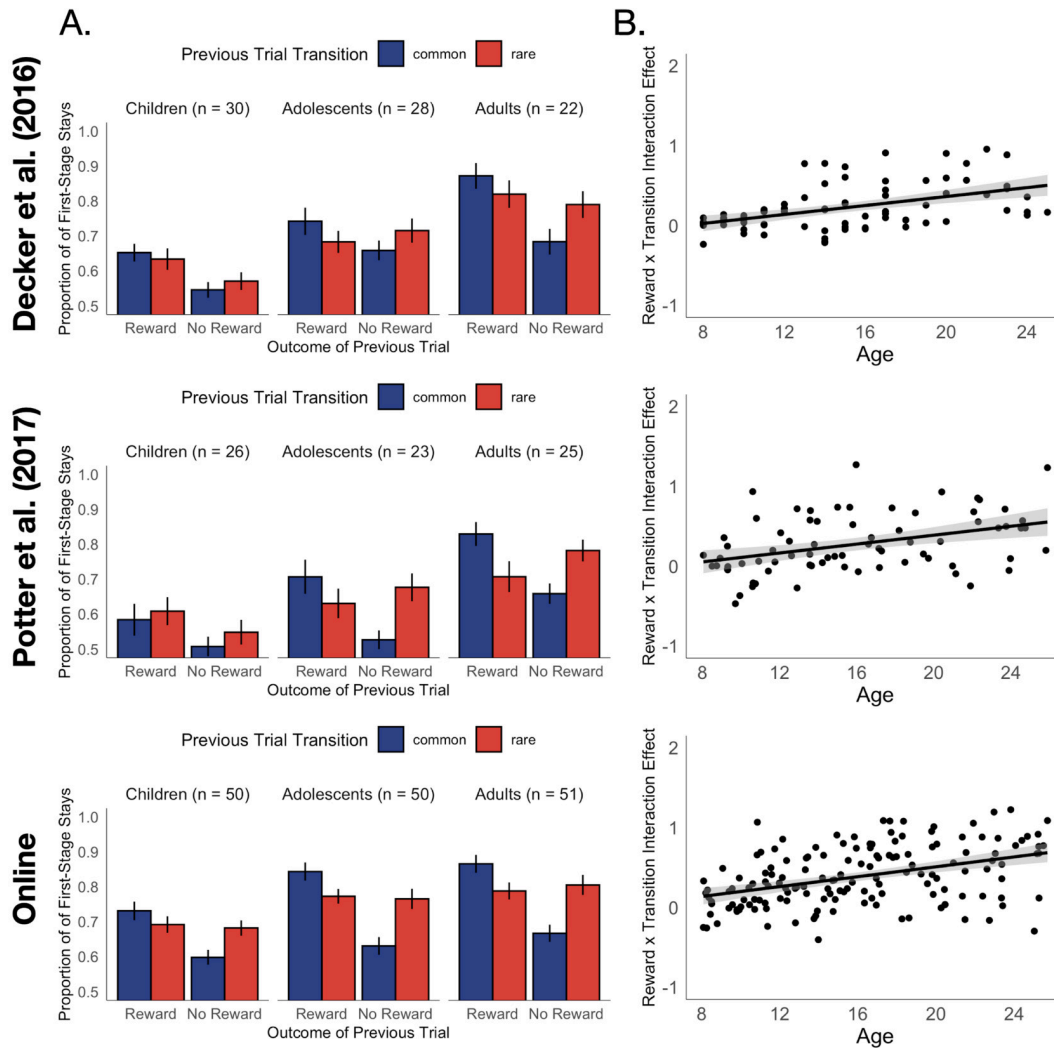 A.
B.
Decker et al. (2016)
Previous Trial Transition common rare
Children (n = 30) Adolescents (n = 28) Adults (n = 22)
Proportion of of First-Stage Stays
1.0
0.9
0.8
0.7
0.6
0.5
Reward No Reward Reward No Reward Reward No Reward
Outcome of Previous Trial
Reward x Transition Interaction Effect
2
1
0
-1
8 12 16 20 24
Age
Potter et al. (2017)
Previous Trial Transition common rare
Children (n = 26) Adolescents (n = 23) Adults (n = 25)
Proportion of of First-Stage Stays
1.0
0.9
0.8
0.7
0.6
0.5
Reward No Reward Reward No Reward Reward No Reward
Outcome of Previous Trial
Reward x Transition Interaction Effect
2
1
0
-1
8 12 16 20 24
Age
Online
Previous Trial Transition common rare
Children (n = 50) Adolescents (n = 50) Adults (n = 51)
Proportion of of First-Stage Stays
1.0
0.9
0.8
0.7
0.6
0.5
Reward No Reward Reward No Reward Reward No Reward
Outcome of Previous Trial
Reward x Transition Interaction Effect
2
1
0
-1
8 12 16 20 24
Age